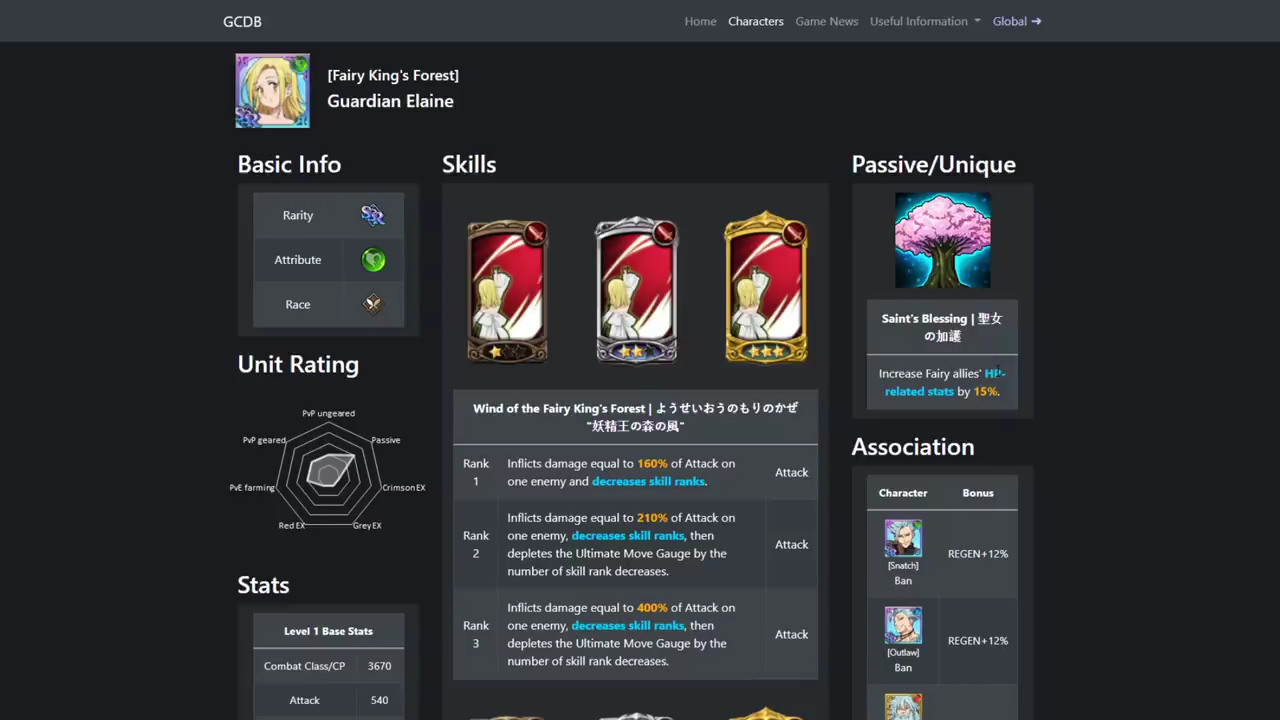 GCDB
Home
Characters
Game News
Useful Information
Global ➔
[Fairy King's Forest]
Guardian Elaine
Basic Info
Rarity
SR
Attribute
Race
Unit Rating
PvP ungeared
PvP geared
Passive
PvE farming
Crimson EX
Red EX
Grey EX
Stats
Level 1 Base Stats
Combat Class/CP 3670
Attack 540
Skills
Wind of the Fairy King's Forest | ようせいおうのもりのかぜ
"妖精王の森の風"
Rank
1
Inflicts damage equal to 160% of Attack on
one enemy and decreases skill ranks.
Attack
Rank
2
Inflicts damage equal to 210% of Attack on
one enemy, decreases skill ranks, then
depletes the Ultimate Move Gauge by the
number of skill rank decreases.
Attack
Rank
3
Inflicts damage equal to 400% of Attack on
one enemy, decreases skill ranks, then
depletes the Ultimate Move Gauge by the
number of skill rank decreases.
Attack
Passive/Unique
Saint's Blessing | 聖女
の加護
Increase Fairy allies' HP-
related stats by 15%.
Association
Character Bonus
[Snatch]
Ban
REGEN+12%
[Outlaw]
Ban
REGEN+12%